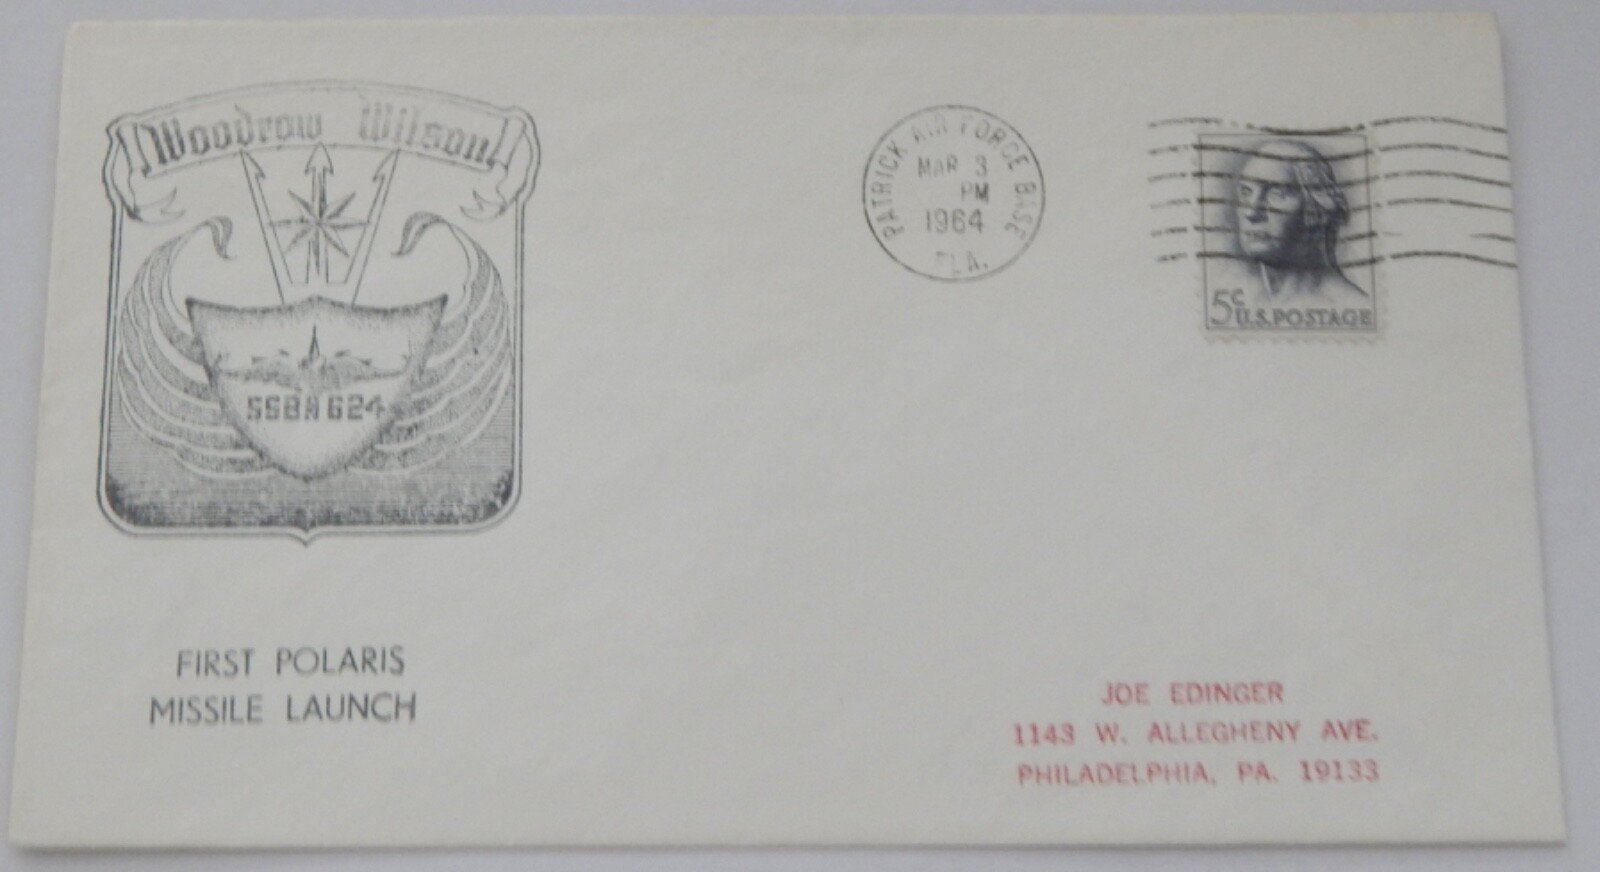 Woodrow Wilson
SSBN 624
FIRST POLARIS
MISSILE LAUNCH
PATRICK AIR FORCE BASE
MAR 3
PM
1964
FLA.
5c
U.S. POSTAGE
JOE EDINGER
1143 W. ALLEGHENY AVE.
PHILADELPHIA, PA. 19133